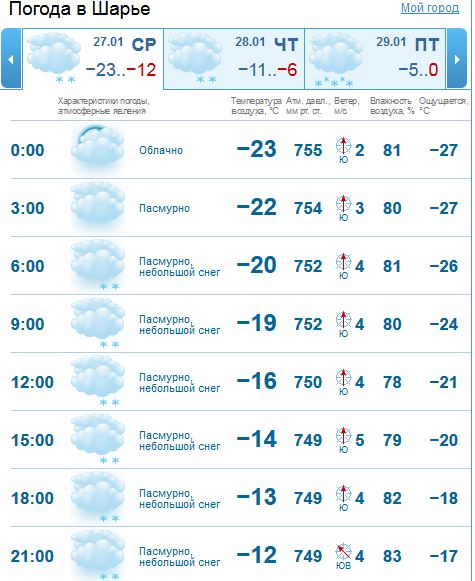 Погода в Шарье
Мой город
27.01 СР
−23..−12
28.01 ЧТ
−11..−6
29.01 ПТ
−5..0
Характеристики погоды, атмосферные явления
Температура воздуха, °C
Атм. давл., мм рт. ст.
Ветер, м/с
Влажность воздуха, %
Ощущается, °C
0:00 Облачно −23 755 Ю 2 81 −27
3:00 Пасмурно −22 754 Ю 3 80 −27
6:00 Пасмурно, небольшой снег −20 752 Ю 4 81 −26
9:00 Пасмурно, небольшой снег −19 752 Ю 4 80 −24
12:00 Пасмурно, небольшой снег −16 750 Ю 4 78 −21
15:00 Пасмурно, небольшой снег −14 749 Ю 5 79 −20
18:00 Пасмурно, небольшой снег −13 749 Ю 4 82 −18
21:00 Пасмурно, небольшой снег −12 749 ЮВ 4 83 −17